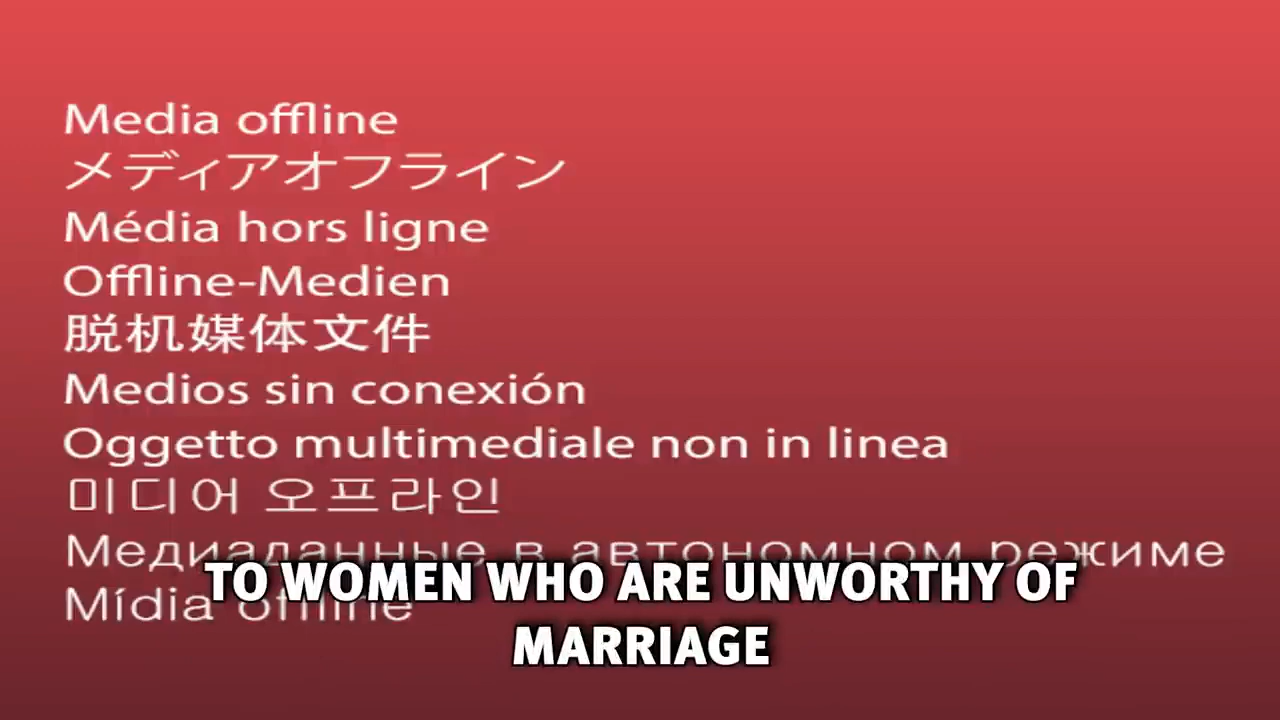 Media offline
メディアオフライン
Média hors ligne
Offline-Medien
脱机媒体文件
Medios sin conexión
Oggetto multimediale non in linea
미디어 오프라인
Медиаданные в автономном режиме
Mídia offline
TO WOMEN WHO ARE UNWORTHY OF
MARRIAGE